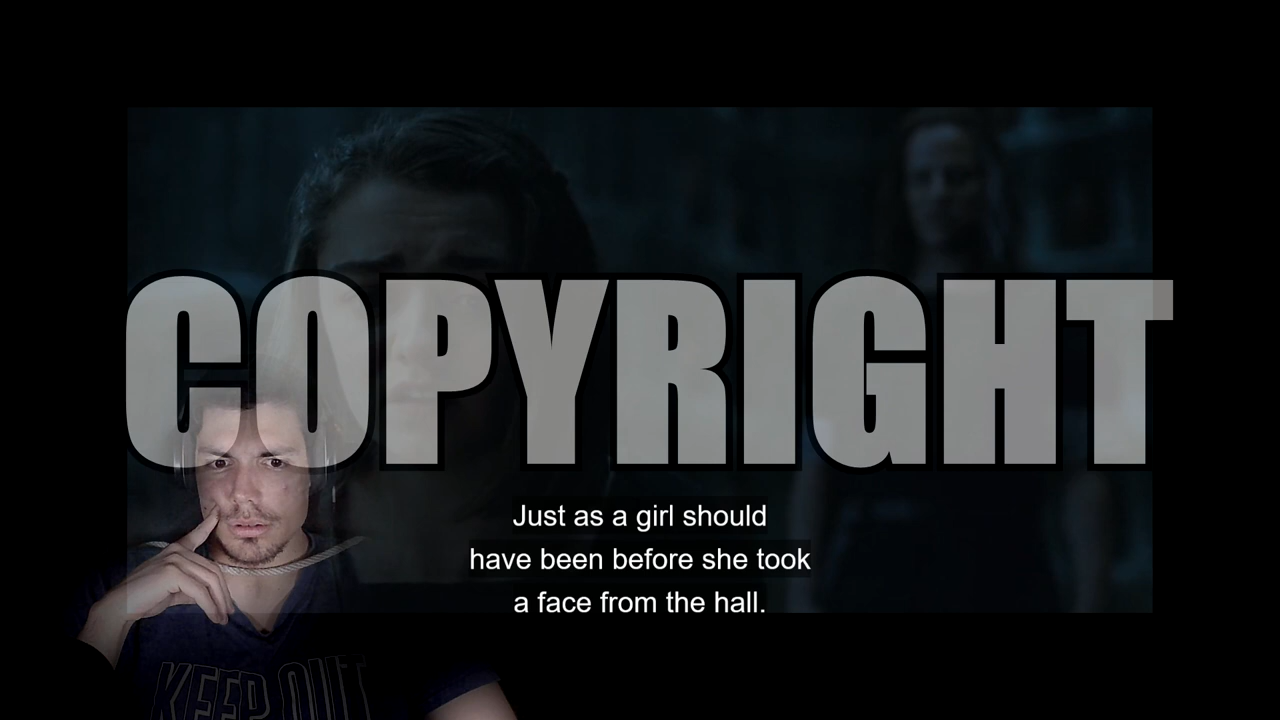 COPYRIGHT
Just as a girl should
have been before she took
a face from the hall.
KEEP OUT